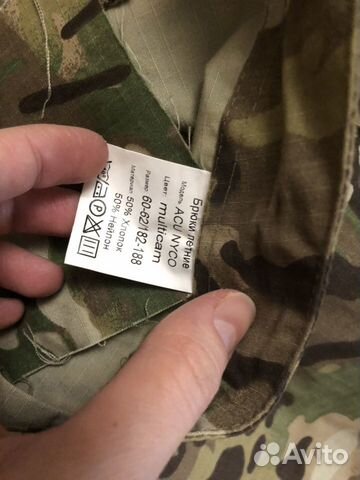 Брюки летние
Модель: ACU NYCO
Цвет: multicam
Размер: 60-62/182-188
Материал: 50% Хлопок
50% Нейлон
Avito